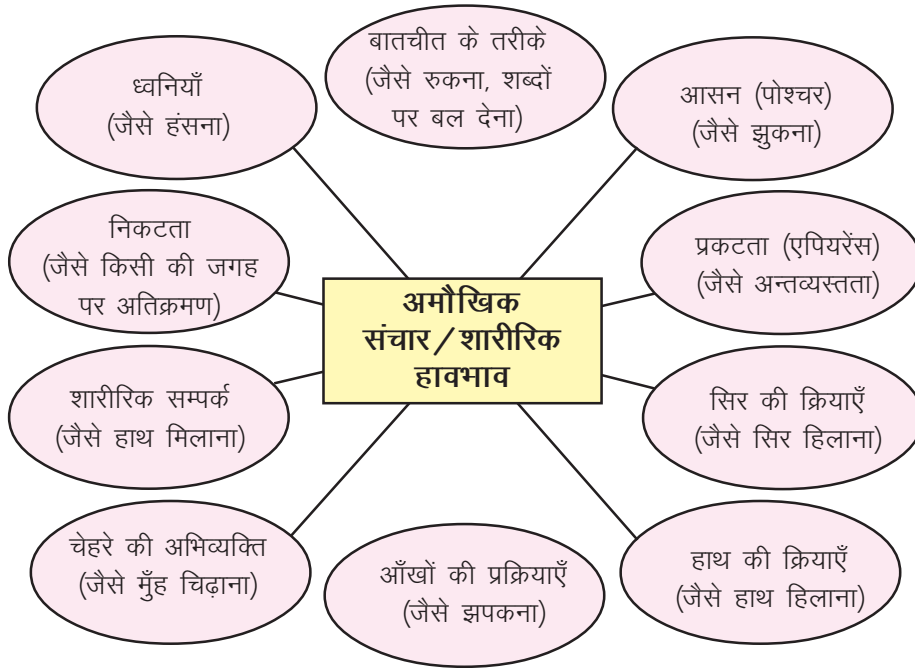 बातचीत के तरीके
(जैसे रुकना, शब्दों
पर बल देना)
ध्वनियाँ
(जैसे हंसना)
आसन (पोश्चर)
(जैसे झुकना)
निकटता
(जैसे किसी की जगह
पर अतिक्रमण)
प्रकटता (एपियरेंस)
(जैसे अन्तव्यस्तता)
अमौखिक
संचार/शारीरिक
हावभाव
शारीरिक सम्पर्क
(जैसे हाथ मिलाना)
सिर की क्रियाएँ
(जैसे सिर हिलाना)
चेहरे की अभिव्यक्ति
(जैसे मुँह चिढ़ाना)
आँखों की प्रक्रियाएँ
(जैसे झपकना)
हाथ की क्रियाएँ
(जैसे हाथ हिलाना)